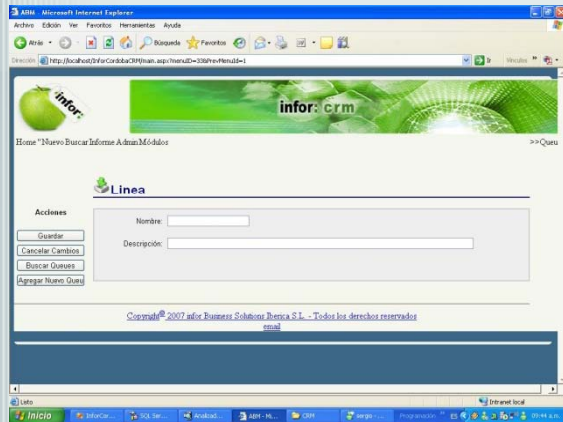 ABM - Microsoft Internet Explorer
Archivo Edición Ver Favoritos Herramientas Ayuda
Atrás Búsqueda Favoritos
Dirección http://localhost/InforCordobaCRM/main.aspx?menuID=33&PrevMenuId=1 Ir Vínculos »
infor: infor: crm
Home "Nuevo Buscar Informe Admin Módulos >>Queu
Linea
Acciones
Nombre:
Guardar
Descripción:
Cancelar Cambios
Buscar Queues
Agregar Nuevo Queu
Copyright® 2007 infor Business Solutions Iberica S.L. - Todos los derechos reservados
email
Listo Intranet local
Inicio InforCor... SQL Ser... Analizad... ABM - Mi... CRM sergio - ... Programación » ES 09:44 a.m.